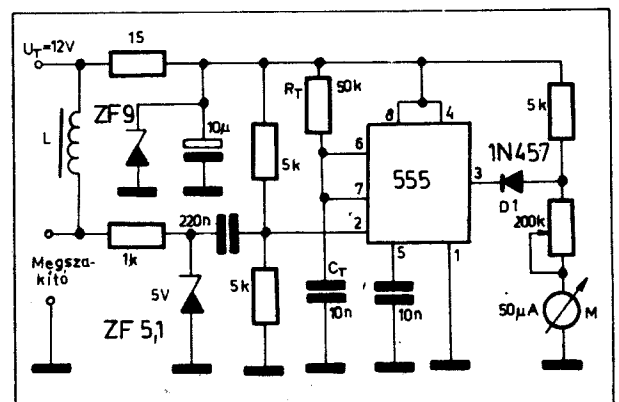 U_T=12V
15
R_T
50k
8
4
5k
ZF9
10µ
L
5k
6
7
2
555
3
1N457
D1
200k
220n
1k
Megsza-
kító
5V
ZF 5,1
5k
C_T
10n
5
10n
1
50µA
M